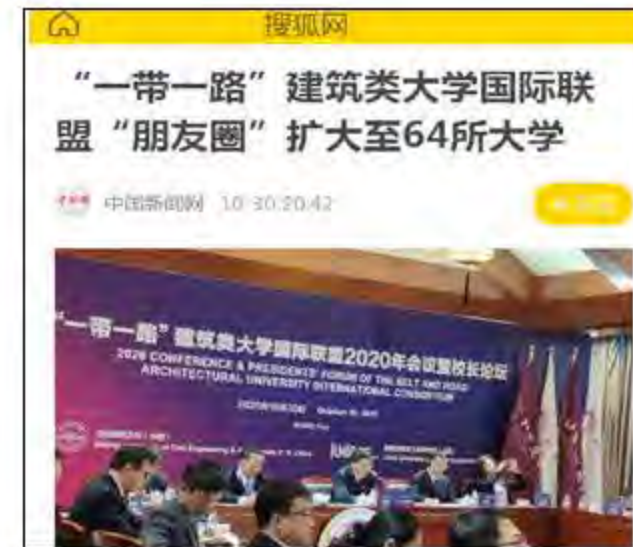 搜狐网
“一带一路”建筑类大学国际联
盟“朋友圈”扩大至64所大学
中国新闻网 10-30 20:42
“一带一路”建筑类大学国际联盟2020年会议暨校长论坛
2020 CONFERENCE & PRESIDENTS' FORUM OF THE BELT AND ROAD
ARCHITECTURAL UNIVERSITY INTERNATIONAL CONSORTIUM